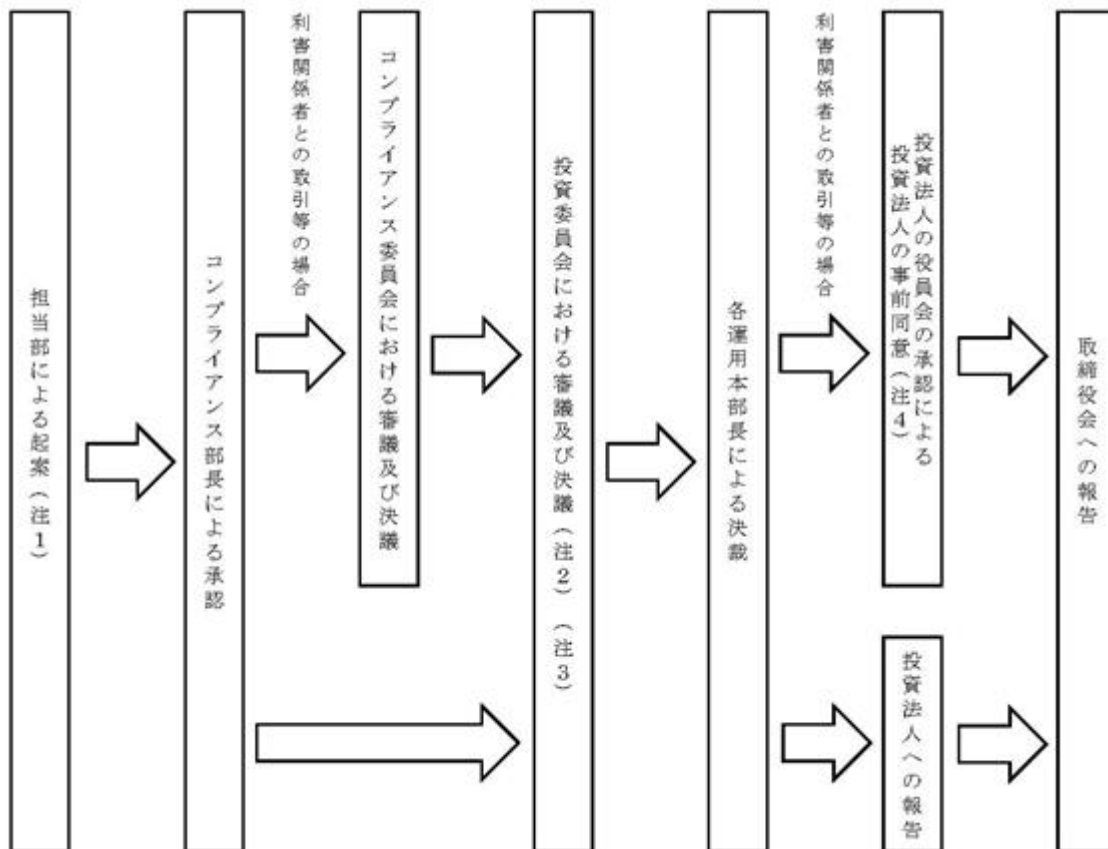 担当部による起案(注1)
コンプライアンス部長による承認
利害関係者との取引等の場合
コンプライアンス委員会における審議及び決議
投資委員会における審議及び決議(注2)(注3)
各運用本部長による決裁
利害関係者との取引等の場合
投資法人の役員会の承認による
投資法人の事前同意(注4)
投資法人への報告
取締役会への報告